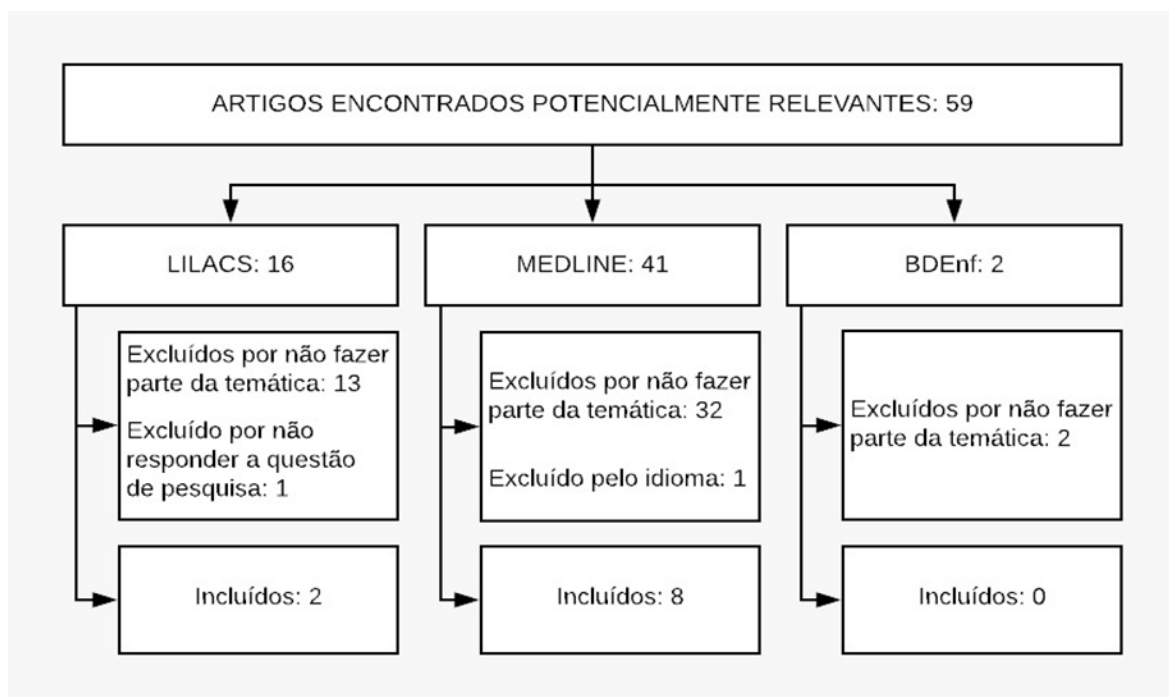 ARTIGOS ENCONTRADOS POTENCIALMENTE RELEVANTES: 59
LILACS: 16
MEDLINE: 41
BDEnf: 2
Excluídos por não fazer
parte da temática: 13
Excluído por não
responder a questão
de pesquisa: 1
Excluídos por não fazer
parte da temática: 32
Excluído pelo idioma: 1
Excluídos por não fazer
parte da temática: 2
Incluídos: 2
Incluídos: 8
Incluídos: 0